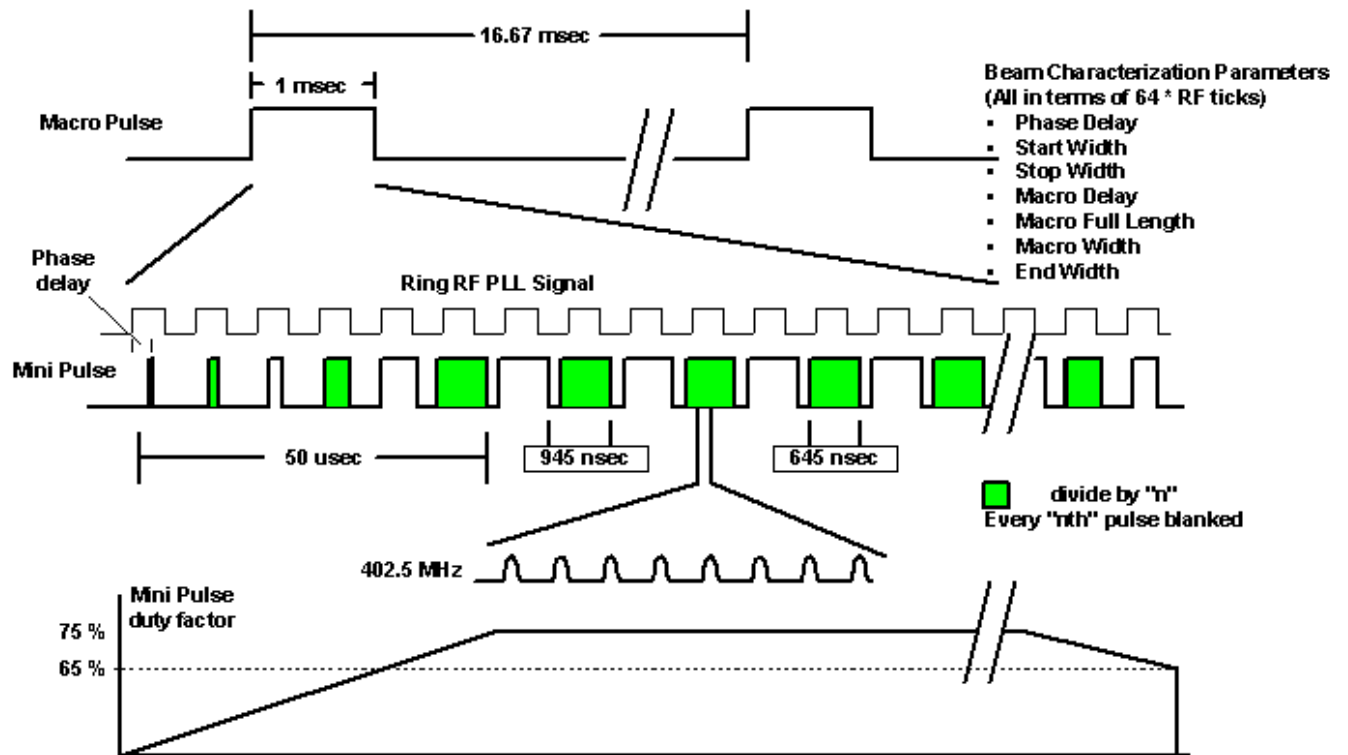 16.67 msec
1 msec
Macro Pulse
Beam Characterization Parameters
(All in terms of 64 * RF ticks)
▪ Phase Delay
▪ Start Width
▪ Stop Width
▪ Macro Delay
▪ Macro Full Length
▪ Macro Width
▪ End Width
Phase
delay
Ring RF PLL Signal
Mini Pulse
50 usec
945 nsec
645 nsec
divide by "n"
Every "nth" pulse blanked
402.5 MHz
Mini Pulse
duty factor
75 %
65 %